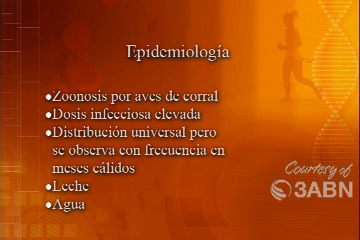 Epidemiología
●Zoonosis por aves de corral
●Dosis infecciosa elevada
●Distribución universal pero
se observa con frecuencia en
meses cálidos
●Leche
●Agua
Courtesy of
3ABN